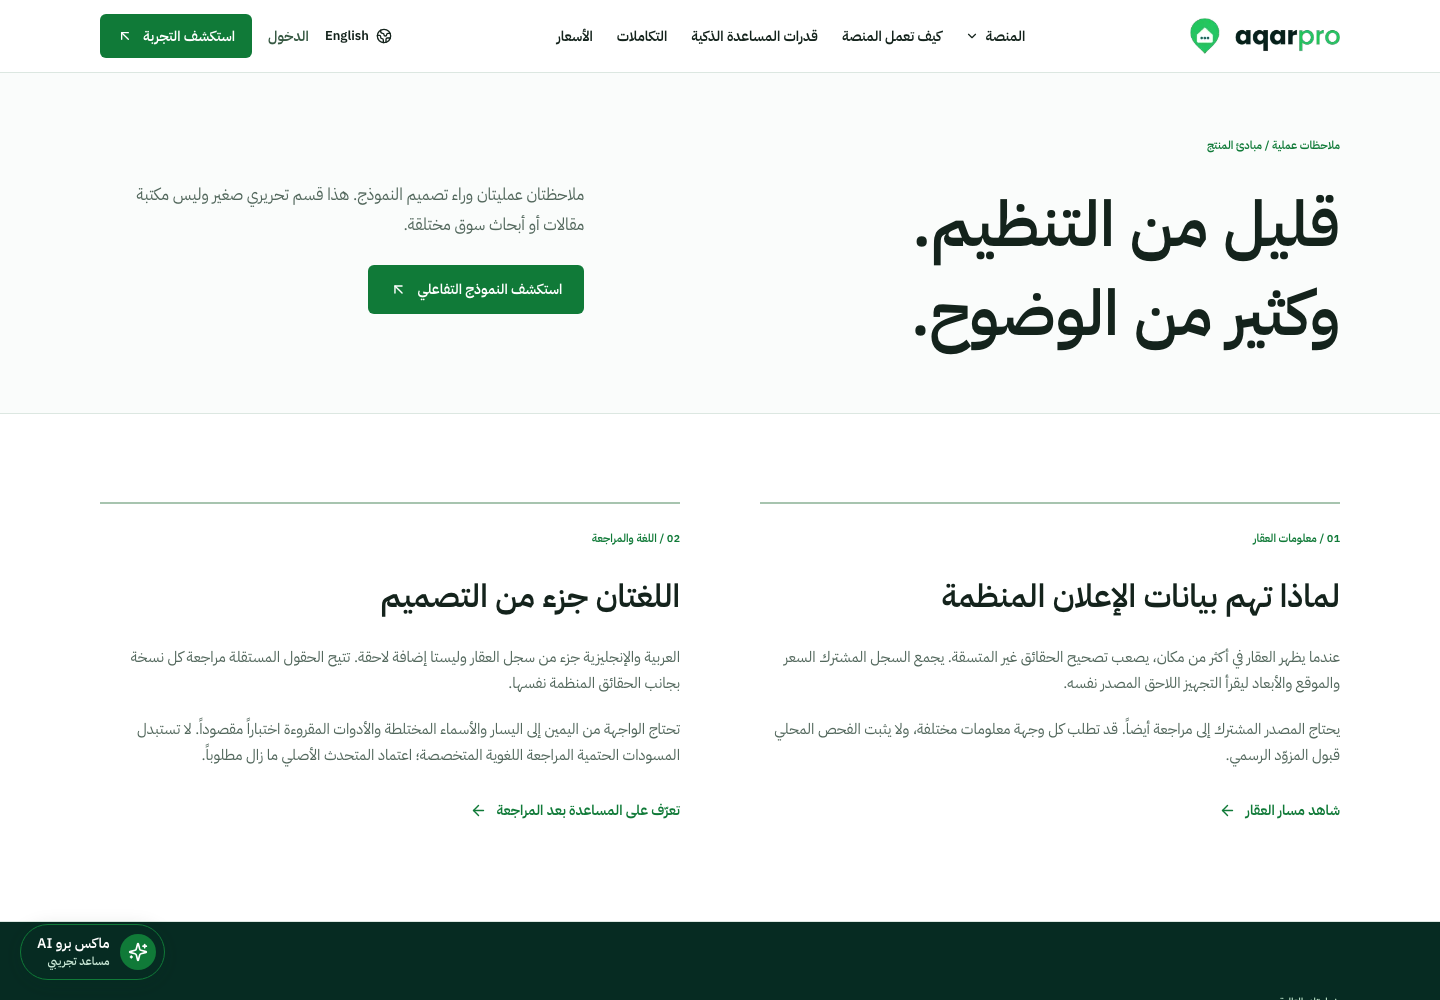 aqarpro
المنصة
كيف تعمل المنصة
قدرات المساعدة الذكية
التكاملات
الأسعار
English
الدخول
استكشف التجربة
ملاحظات عملية / مبادئ المنتج
قليل من التنظيم.
وكثير من الوضوح.
ملاحظتان عمليتان وراء تصميم النموذج. هذا قسم تحريري صغير وليس مكتبة
مقالات أو أبحاث سوق مختلقة.
استكشف النموذج التفاعلي
01 / معلومات العقار
لماذا تهم بيانات الإعلان المنظمة
عندما يظهر العقار في أكثر من مكان، يصعب تصحيح الحقائق غير المتسقة. يجمع السجل المشترك السعر
والموقع والأبعاد ليقرأ التجهيز اللاحق المصدر نفسه.
يحتاج المصدر المشترك إلى مراجعة أيضاً. قد تطلب كل وجهة معلومات مختلفة، ولا يثبت الفحص المحلي
قبول المزوّد الرسمي.
شاهد مسار العقار
02 / اللغة والمراجعة
اللغتان جزء من التصميم
العربية والإنجليزية جزء من سجل العقار وليستا إضافة لاحقة. تتيح الحقول المستقلة مراجعة كل نسخة
بجانب الحقائق المنظمة نفسها.
تحتاج الواجهة من اليمين إلى اليسار والأسماء المختلطة والأدوات المقروءة اختباراً مقصوداً. لا تستبدل
المسودات الحتمية المراجعة اللغوية المتخصصة؛ اعتماد المتحدث الأصلي ما زال مطلوباً.
تعرّف على المساعدة بعد المراجعة
ماكس برو AI
مساعد تجريبي